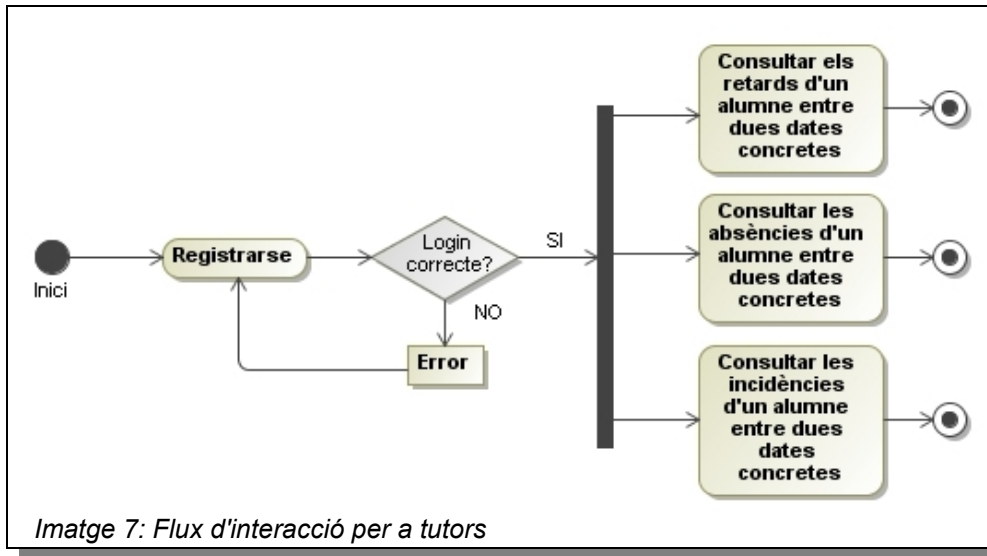 Inici
Registrarse
Login
correcte?
SI
NO
Error
Consultar els
retards d'un
alumne entre
dues dates
concretes
Consultar les
absències d'un
alumne entre
dues dates
concretes
Consultar les
incidències
d'un alumne
entre dues
dates
concretes
Imatge 7: Flux d'interacció per a tutors